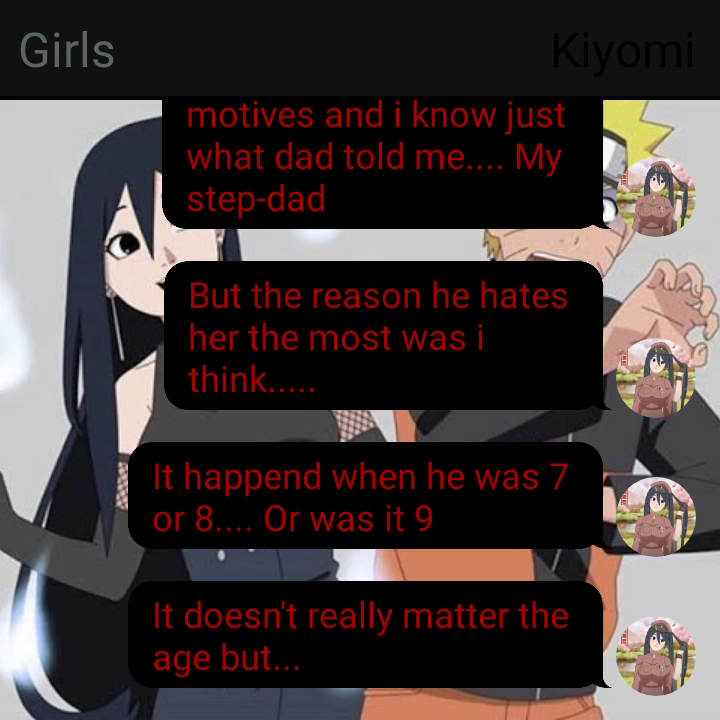 Girls
Kiyomi
motives and i know just
what dad told me.... My
step-dad
But the reason he hates
her the most was i
think.....
It happend when he was 7
or 8.... Or was it 9
It doesn't really matter the
age but...